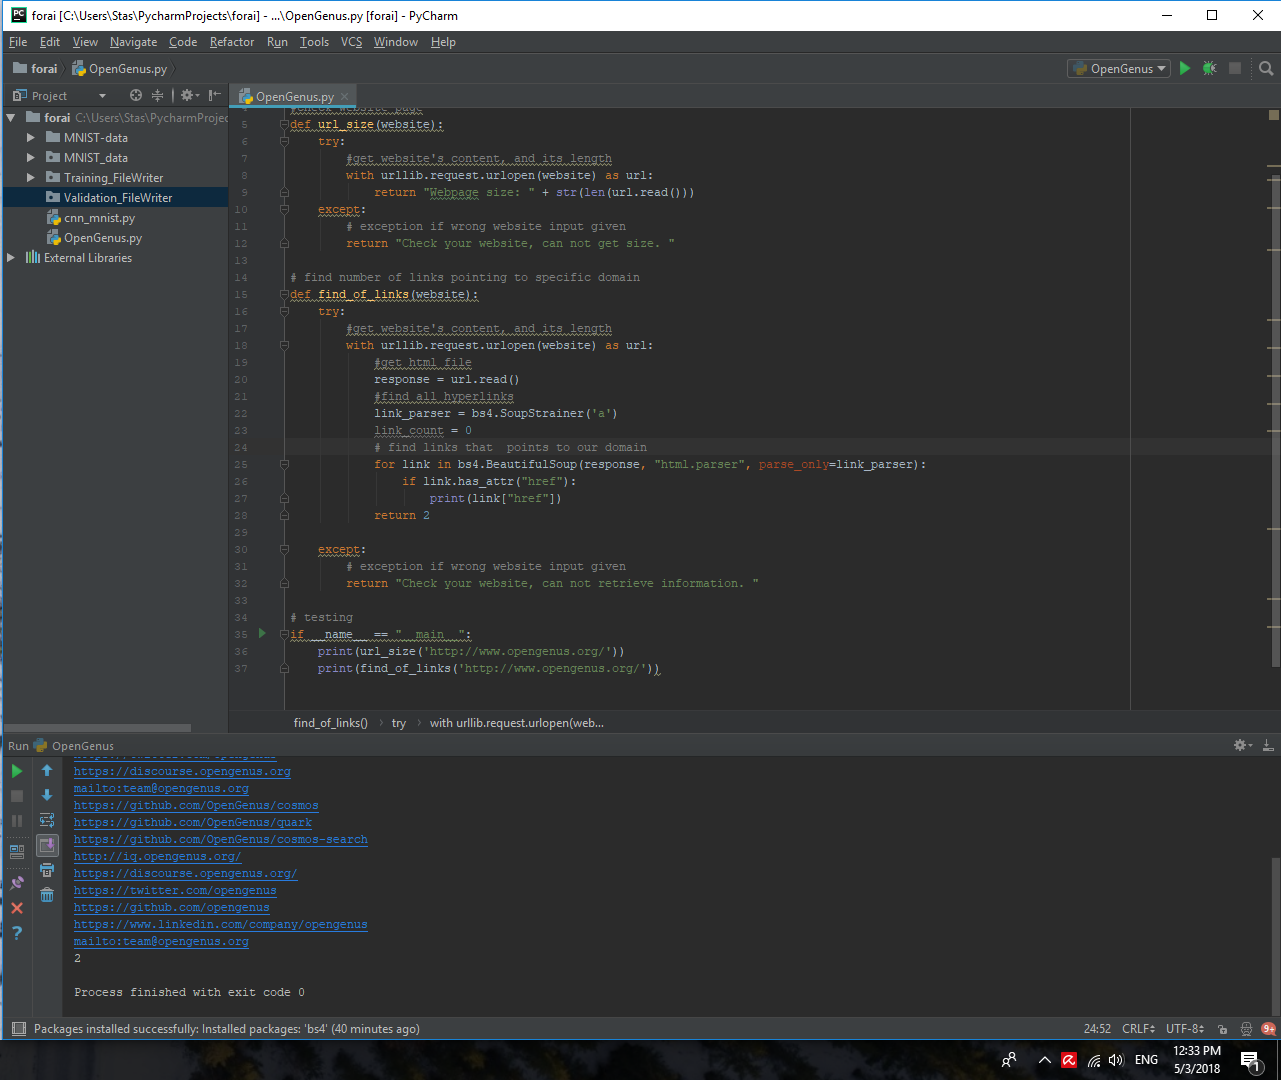 forai [C:\Users\Stas\PycharmProjects\forai] - ...\OpenGenus.py [forai] - PyCharm
File Edit View Navigate Code Refactor Run Tools VCS Window Help
forai OpenGenus.py OpenGenus
Project
OpenGenus.py
forai C:\Users\Stas\PycharmProjec
MNIST-data
MNIST_data
Training_FileWriter
Validation_FileWriter
cnn_mnist.py
OpenGenus.py
External Libraries
4 #check website page
5 def url_size(website):
6 try:
7 #get website's content, and its length
8 with urllib.request.urlopen(website) as url:
9 return "Webpage size: " + str(len(url.read()))
10 except:
11 # exception if wrong website input given
12 return "Check your website, can not get size. "
13
14 # find number of links pointing to specific domain
15 def find_of_links(website):
16 try:
17 #get website's content, and its length
18 with urllib.request.urlopen(website) as url:
19 #get html file
20 response = url.read()
21 #find all hyperlinks
22 link_parser = bs4.SoupStrainer('a')
23 link_count = 0
24 # find links that  points to our domain
25 for link in bs4.BeautifulSoup(response, "html.parser", parse_only=link_parser):
26 if link.has_attr("href"):
27 print(link["href"])
28 return 2
29
30 except:
31 # exception if wrong website input given
32 return "Check your website, can not retrieve information. "
33
34 # testing
35 if __name__ == "__main__":
36 print(url_size('http://www.opengenus.org/'))
37 print(find_of_links('http://www.opengenus.org/'))
find_of_links() try with urllib.request.urlopen(web...
Run OpenGenus
https://twitter.com/opengenus
https://discourse.opengenus.org
mailto:team@opengenus.org
https://github.com/OpenGenus/cosmos
https://github.com/OpenGenus/quark
https://github.com/OpenGenus/cosmos-search
http://iq.opengenus.org/
https://discourse.opengenus.org/
https://twitter.com/opengenus
https://github.com/opengenus
https://www.linkedin.com/company/opengenus
mailto:team@opengenus.org
2
Process finished with exit code 0
Packages installed successfully: Installed packages: 'bs4' (40 minutes ago) 24:52 CRLF UTF-8 9+
ENG 12:33 PM
5/3/2018 1